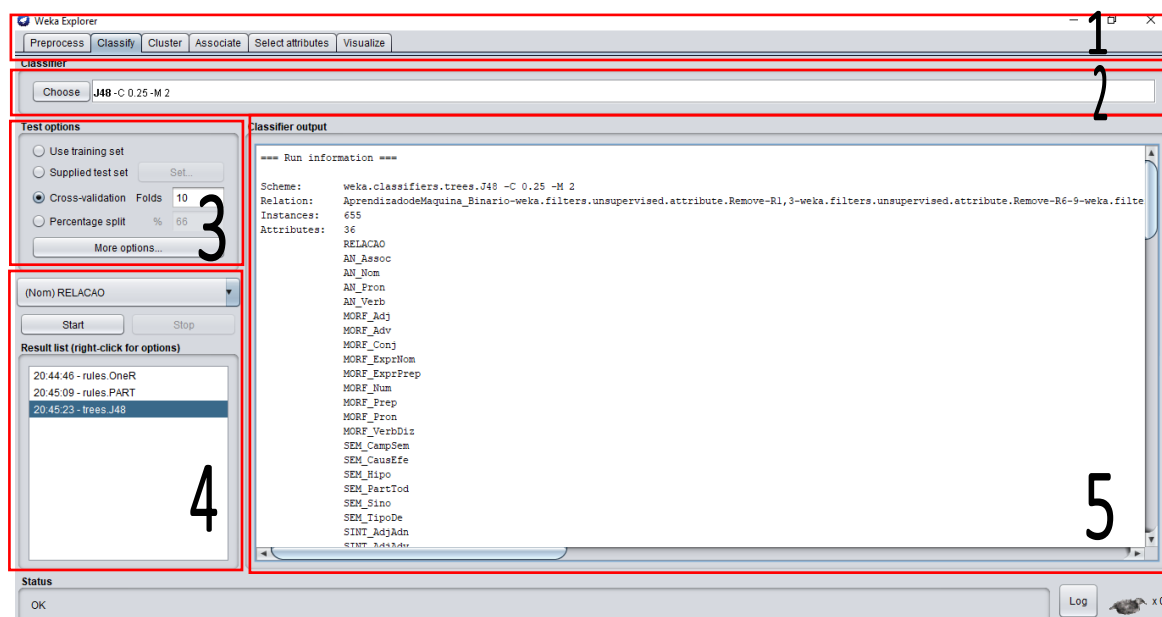 Weka Explorer
1
Preprocess Classify Cluster Associate Select attributes Visualize
Classifier
2
Choose J48 -C 0.25 -M 2
Test options
Use training set
Supplied test set Set...
Cross-validation Folds 10
Percentage split % 66
More options...
3
(Nom) RELACAO
Start Stop
Result list (right-click for options)
20:44:46 - rules.OneR
20:45:09 - rules.PART
20:45:23 - trees.J48
4
Classifier output
=== Run information ===
Scheme: weka.classifiers.trees.J48 -C 0.25 -M 2
Relation: AprendizadodeMaquina_Binario-weka.filters.unsupervised.attribute.Remove-R1,3-weka.filters.unsupervised.attribute.Remove-R6-9-weka.filte
Instances: 655
Attributes: 36
RELACAO
AN_Assoc
AN_Nom
AN_Pron
AN_Verb
MORF_Adj
MORF_Adv
MORF_Conj
MORF_ExprNom
MORF_ExprPrep
MORF_Num
MORF_Prep
MORF_Pron
MORF_VerbDiz
SEM_CampSem
SEM_CausEfe
SEM_Hipo
SEM_PartTod
SEM_Sino
SEM_TipoDe
SINT_AdjAdn
SINT_AdjAdv
5
Status
OK
Log
x 0